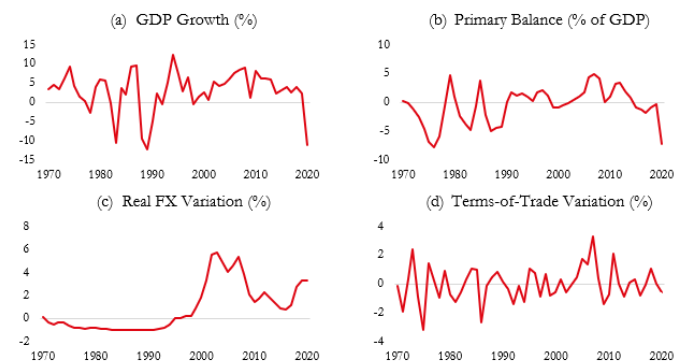 (a) GDP Growth (%)
15
10
5
0
-5
-10
-15
1970 1980 1990 2000 2010 2020
(b) Primary Balance (% of GDP)
10
5
0
-5
-10
1970 1980 1990 2000 2010 2020
(c) Real FX Variation (%)
8
6
4
2
0
-2
1970 1980 1990 2000 2010 2020
(d) Terms-of-Trade Variation (%)
4
2
0
-2
-4
1970 1980 1990 2000 2010 2020